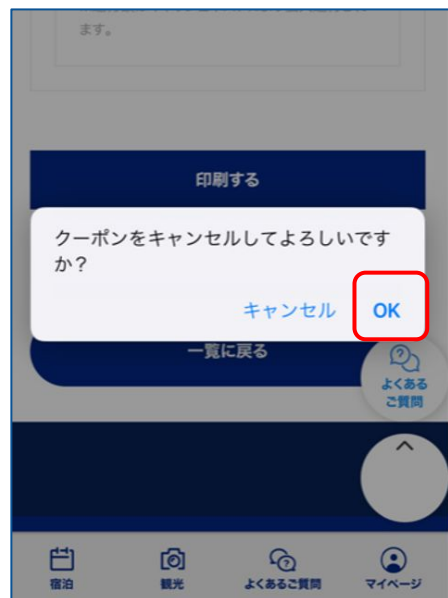 ます。
印刷する
クーポンをキャンセルしてよろしいです
か？
キャンセル
OK
一覧に戻る
よくある
ご質問
宿泊
観光
よくあるご質問
マイページ